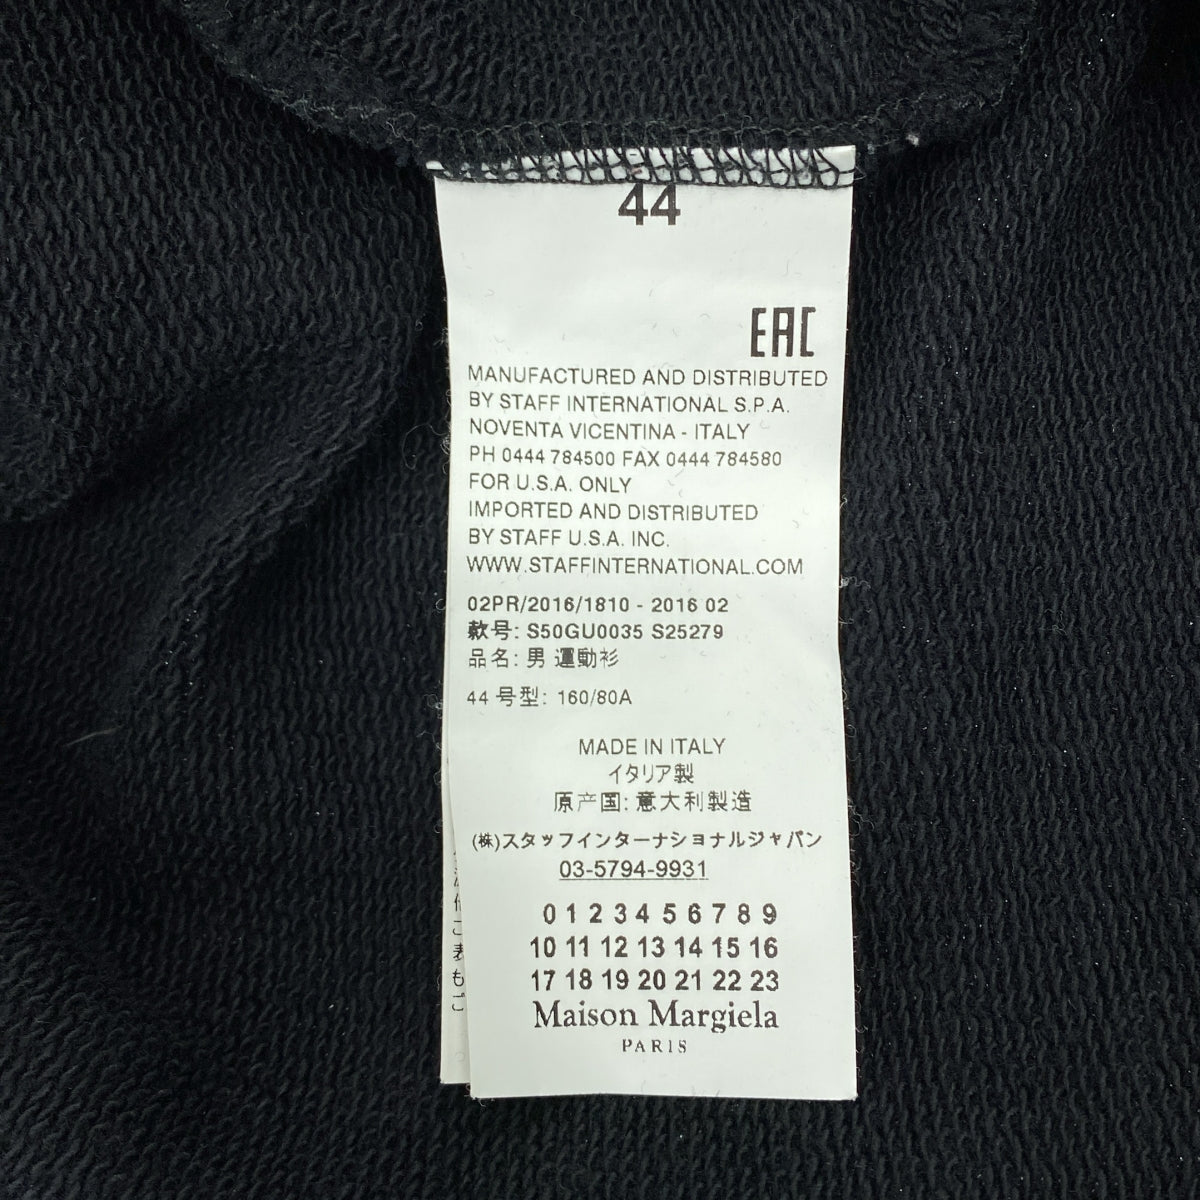 44
EAC
MANUFACTURED AND DISTRIBUTED
BY STAFF INTERNATIONAL S.P.A.
NOVENTA VICENTINA - ITALY
PH 0444 784500 FAX 0444 784580
FOR U.S.A. ONLY
IMPORTED AND DISTRIBUTED
BY STAFF U.S.A. INC.
WWW.STAFFINTERNATIONAL.COM
02PR/2016/1810 - 2016 02
款号: S50GU0035 S25279
品名: 男 運動衫
44 号型: 160/80A
MADE IN ITALY
イタリア製
原产国: 意大利製造
(株)スタッフインターナショナルジャパン
03-5794-9931
0 1 2 3 4 5 6 7 8 9
10 11 12 13 14 15 16
17 18 19 20 21 22 23
Maison Margiela
PARIS